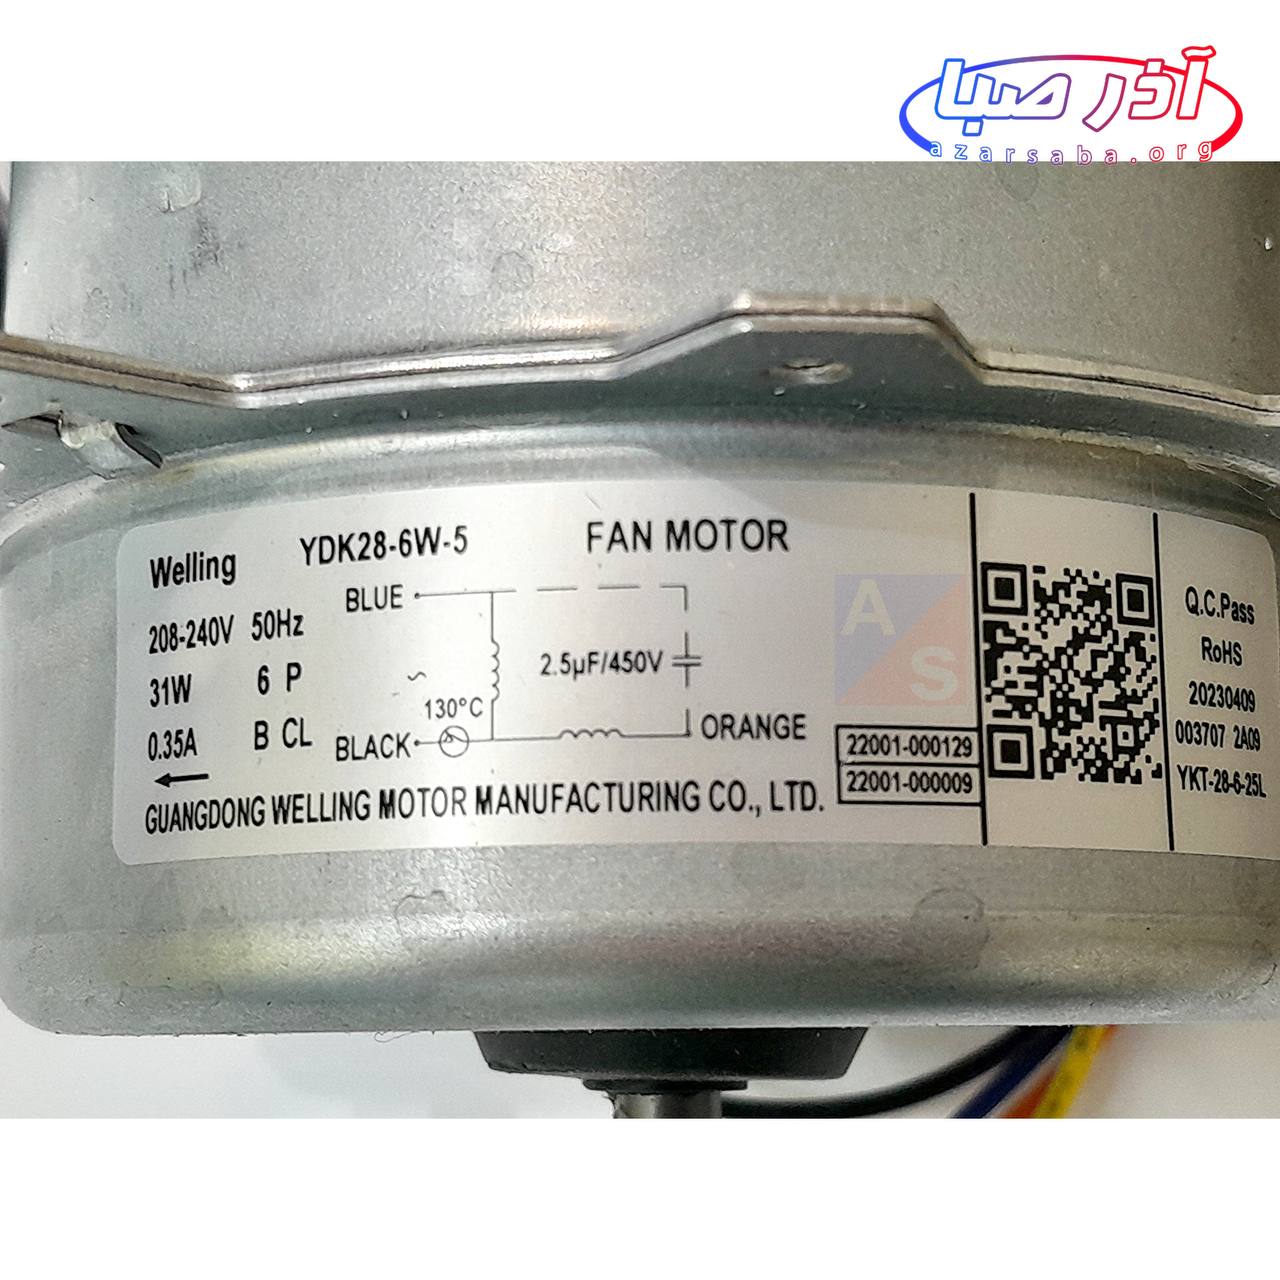 آذر صبا
azarsaba.org
Welling YDK28-6W-5 FAN MOTOR
208-240V 50Hz
31W 6 P
0.35A B CL
BLUE
~
2.5µF/450V
130°C
BLACK
ORANGE
GUANGDONG WELLING MOTOR MANUFACTURING CO., LTD.
A
S
22001-000129
22001-000009
Q.C.Pass
RoHS
20230409
003707 2A09
YKT-28-6-25L